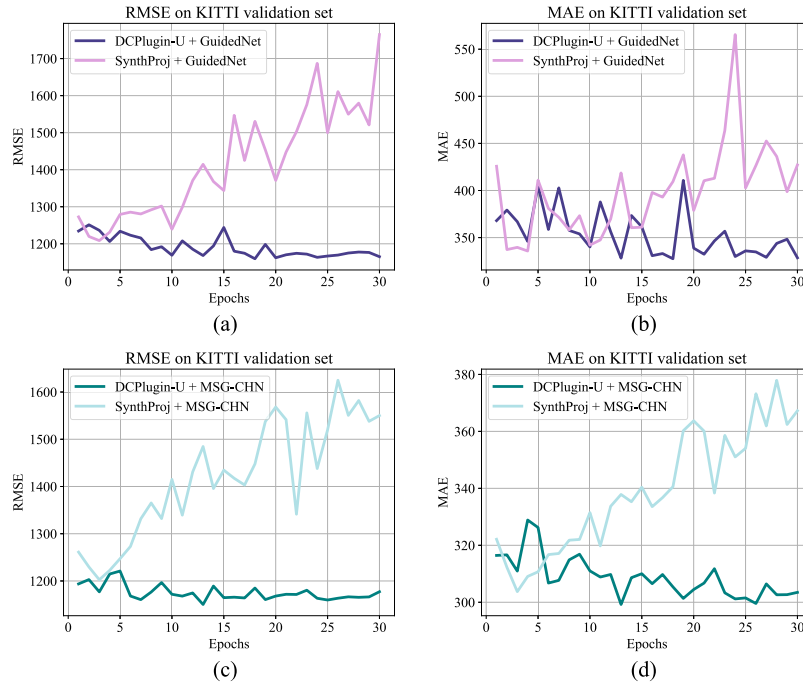 RMSE on KITTI validation set
DCPlugin-U + GuidedNet
SynthProj + GuidedNet
RMSE
1700
1600
1500
1400
1300
1200
0 5 10 15 20 25 30
Epochs
(a)
MAE on KITTI validation set
DCPlugin-U + GuidedNet
SynthProj + GuidedNet
MAE
550
500
450
400
350
0 5 10 15 20 25 30
Epochs
(b)
RMSE on KITTI validation set
DCPlugin-U + MSG-CHN
SynthProj + MSG-CHN
RMSE
1600
1500
1400
1300
1200
0 5 10 15 20 25 30
Epochs
(c)
MAE on KITTI validation set
DCPlugin-U + MSG-CHN
SynthProj + MSG-CHN
MAE
380
360
340
320
300
0 5 10 15 20 25 30
Epochs
(d)